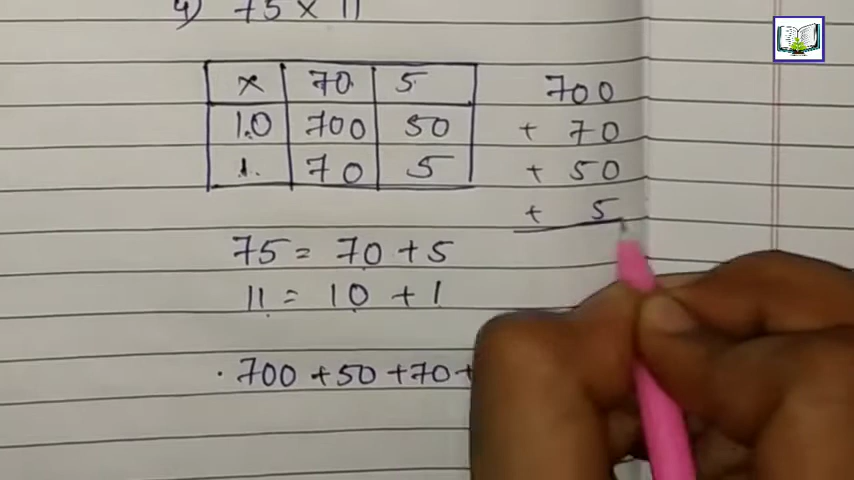 4) 75 x 11
x 70 5
10 700 50
1 70 5
700
+ 70
+ 50
+ 5
75 = 70 + 5
11 = 10 + 1
700 + 50 + 70 +